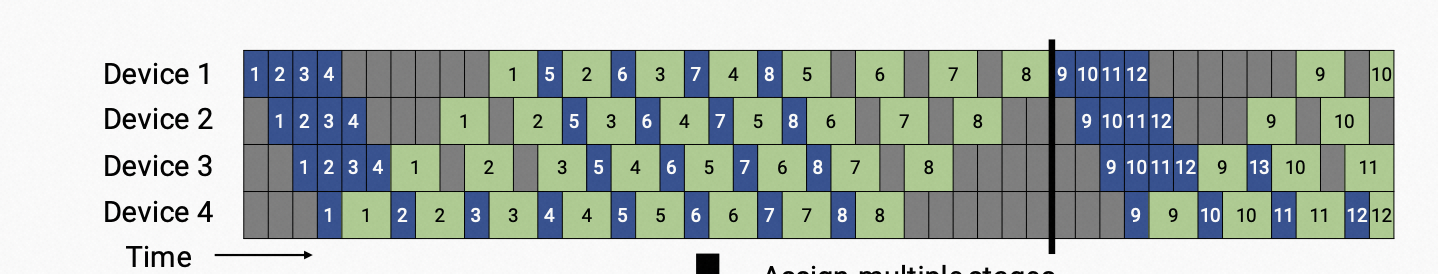 Device 1 1 2 3 4 1 5 2 6 3 7 4 8 5 6 7 8 9 10 11 12 9 10
Device 2 1 2 3 4 1 2 5 3 6 4 7 5 8 6 7 8 9 10 11 12 9 10
Device 3 1 2 3 4 1 2 3 5 4 6 5 7 6 8 7 8 9 10 11 12 9 13 10 11
Device 4 1 1 2 2 3 3 4 4 5 5 6 6 7 7 8 8 9 9 10 10 11 11 12 12
Time
Assign multiple stages